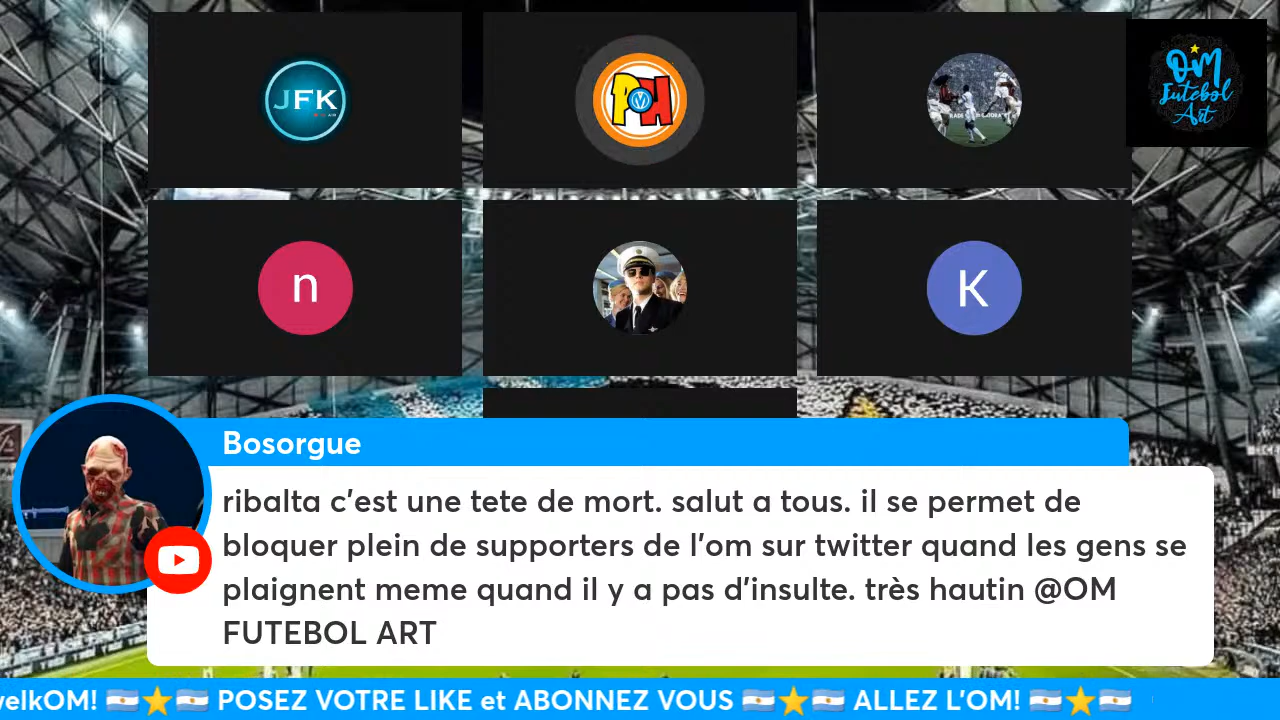 JFK
PH
OM
Futebol
Art
n
K
Bosorgue
ribalta c'est une tete de mort. salut a tous. il se permet de
bloquer plein de supporters de l'om sur twitter quand les gens se
plaignent meme quand il y a pas d'insulte. très hautin @OM
FUTEBOL ART
velkOM! 🇦🇷⭐🇦🇷 POSEZ VOTRE LIKE et ABONNEZ VOUS 🇦🇷⭐🇦🇷 ALLEZ L'OM! 🇦🇷⭐🇦🇷